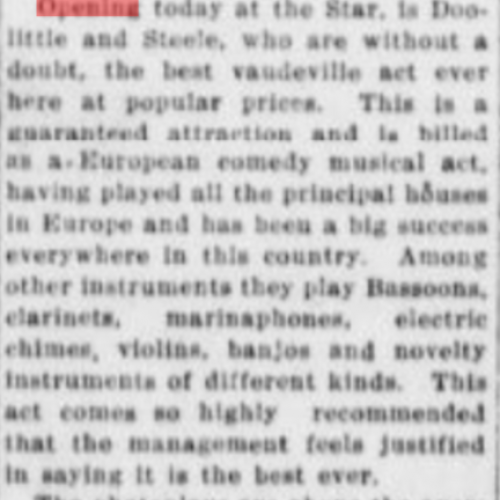 Opening today at the Star, is Doo-
little and Steele, who are without a
doubt, the best vaudeville act ever
here at popular prices. This is a
guaranteed attraction and is billed
as a European comedy musical act,
having played all the principal houses
in Europe and has been a big success
everywhere in this country. Among
other instruments they play Bassoons,
clarinets, marinaphones, electric
chimes, violins, banjos and novelty
instruments of different kinds. This
act comes so highly recommended
that the management feels justified
in saying it is the best ever.